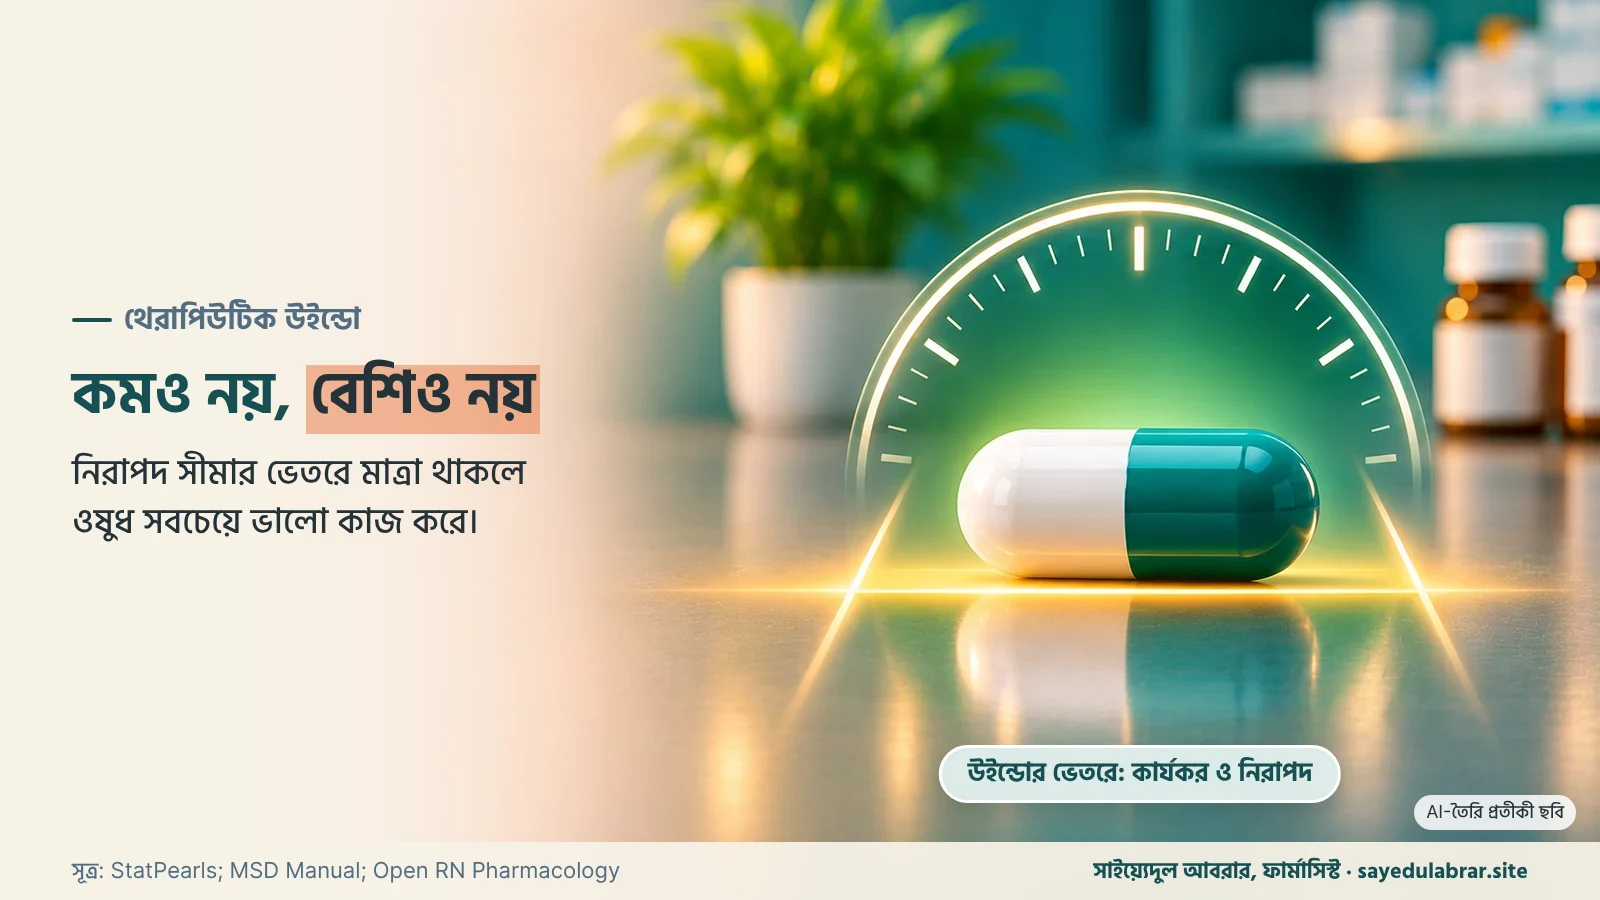 থেরাপিউটিক উইন্ডো
কমও নয়, বেশিও নয়
নিরাপদ সীমার ভেতরে মাত্রা থাকলে
ওষুধ সবচেয়ে ভালো কাজ করে।
উইন্ডোর ভেতরে: কার্যকর ও নিরাপদ
AI-তৈরি প্রতীকী ছবি
সূত্র: StatPearls; MSD Manual; Open RN Pharmacology
সাইয়্যেদুল আবরার, ফার্মাসিস্ট · sayedulabrar.site